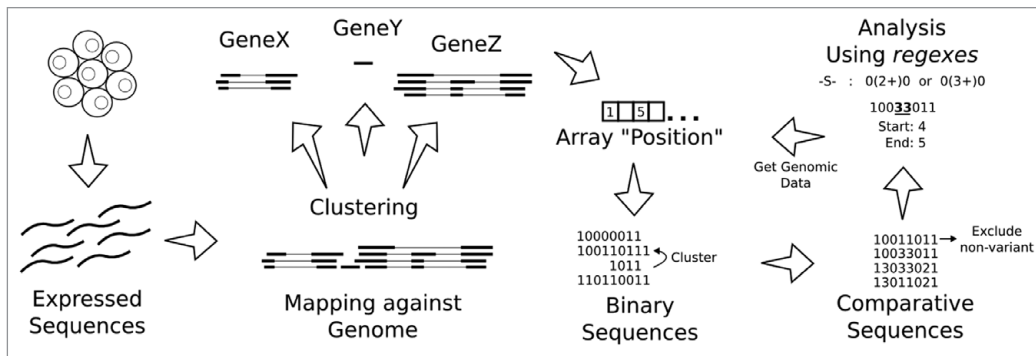 GeneX
GeneY
GeneZ
Clustering
Expressed
Sequences
Mapping against
Genome
1 5 ...
Array "Position"
10000011
100110111
1011
110110011
Cluster
Binary
Sequences
Analysis
Using regexes
-S- : 0(2+)0 or 0(3+)0
10033011
Start: 4
End: 5
Get Genomic
Data
10011011
10033011
13033021
13011021
Exclude
non-variant
Comparative
Sequences